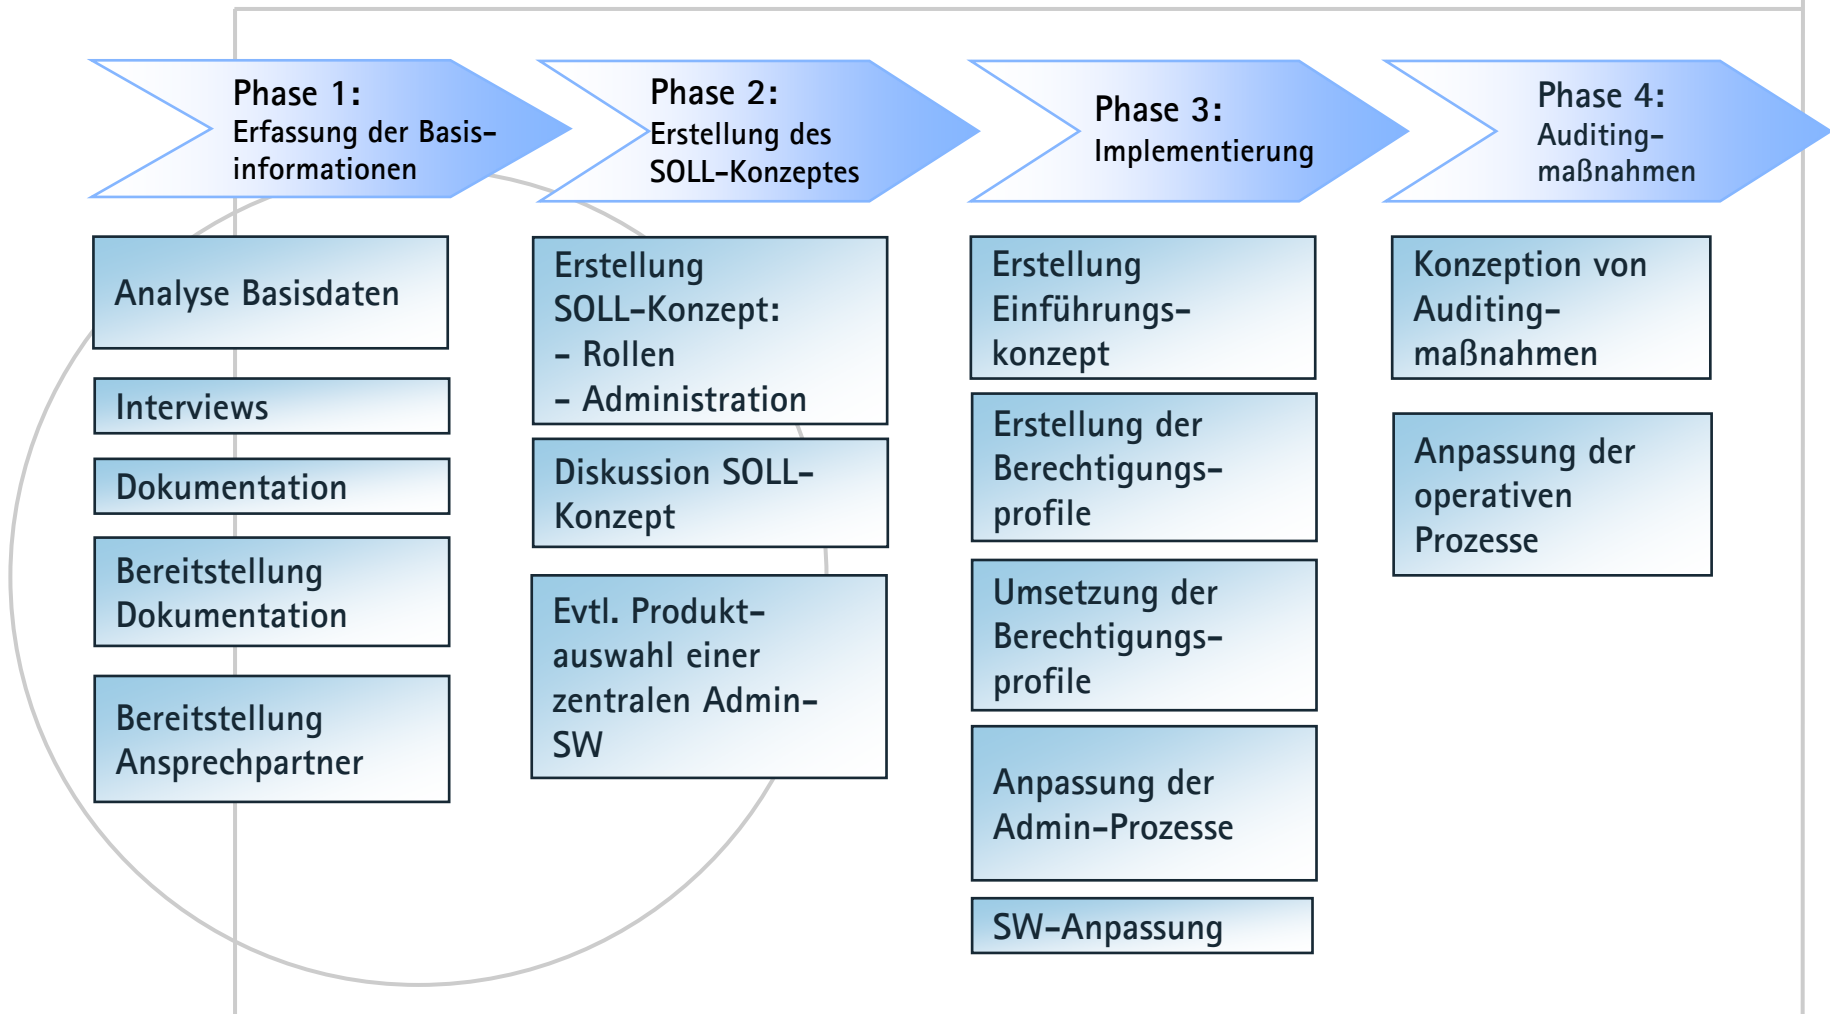 Phase 1:
Erfassung der Basis-
informationen
Phase 2:
Erstellung des
SOLL-Konzeptes
Phase 3:
Implementierung
Phase 4:
Auditing-
maßnahmen
Analyse Basisdaten
Interviews
Dokumentation
Bereitstellung
Dokumentation
Bereitstellung
Ansprechpartner
Erstellung
SOLL-Konzept:
- Rollen
- Administration
Diskussion SOLL-
Konzept
Evtl. Produkt-
auswahl einer
zentralen Admin-
SW
Erstellung
Einführungs-
konzept
Erstellung der
Berechtigungs-
profile
Umsetzung der
Berechtigungs-
profile
Anpassung der
Admin-Prozesse
SW-Anpassung
Konzeption von
Auditing-
maßnahmen
Anpassung der
operativen
Prozesse